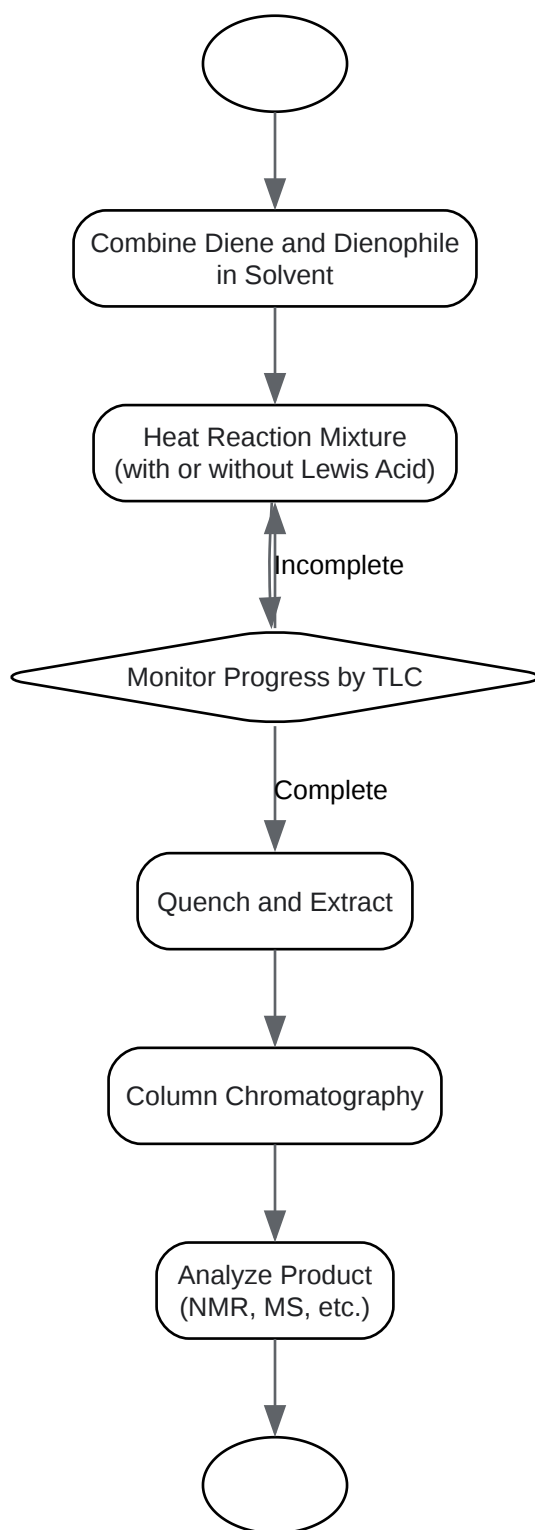 Combine Diene and Dienophile
in Solvent
Heat Reaction Mixture
(with or without Lewis Acid)
Incomplete
Monitor Progress by TLC
Complete
Quench and Extract
Column Chromatography
Analyze Product
(NMR, MS, etc.)